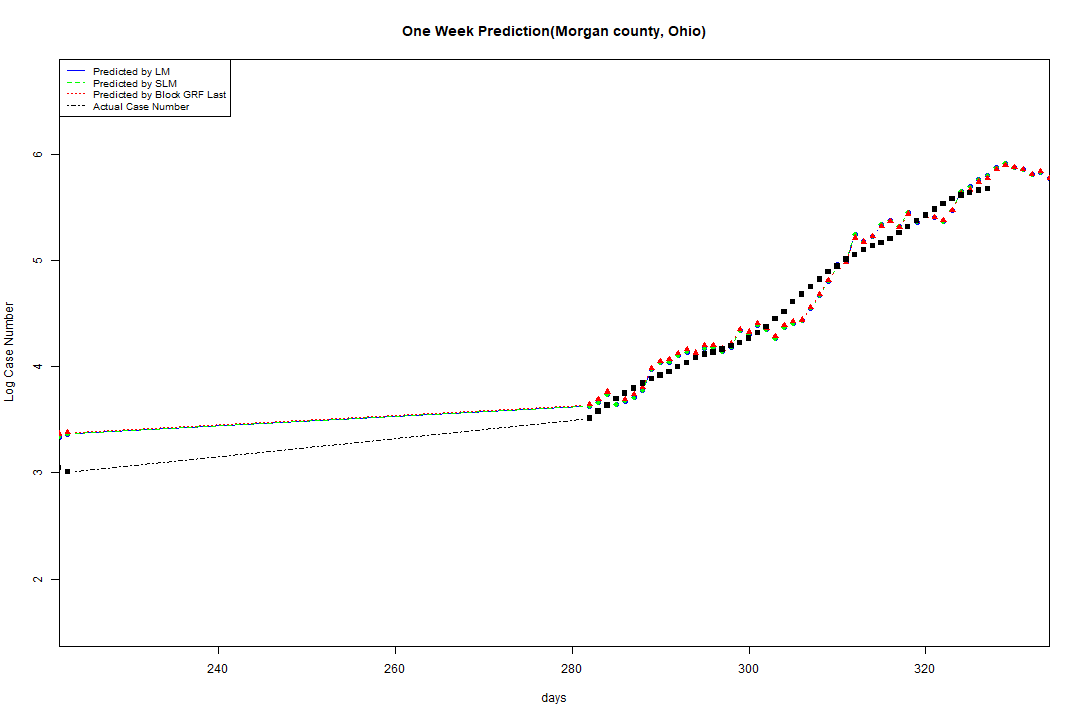 One Week Prediction(Morgan county, Ohio)
Predicted by LM
Predicted by SLM
Predicted by Block GRF Last
Actual Case Number
6
5
4
3
2
Log Case Number
240
260
280
300
320
days